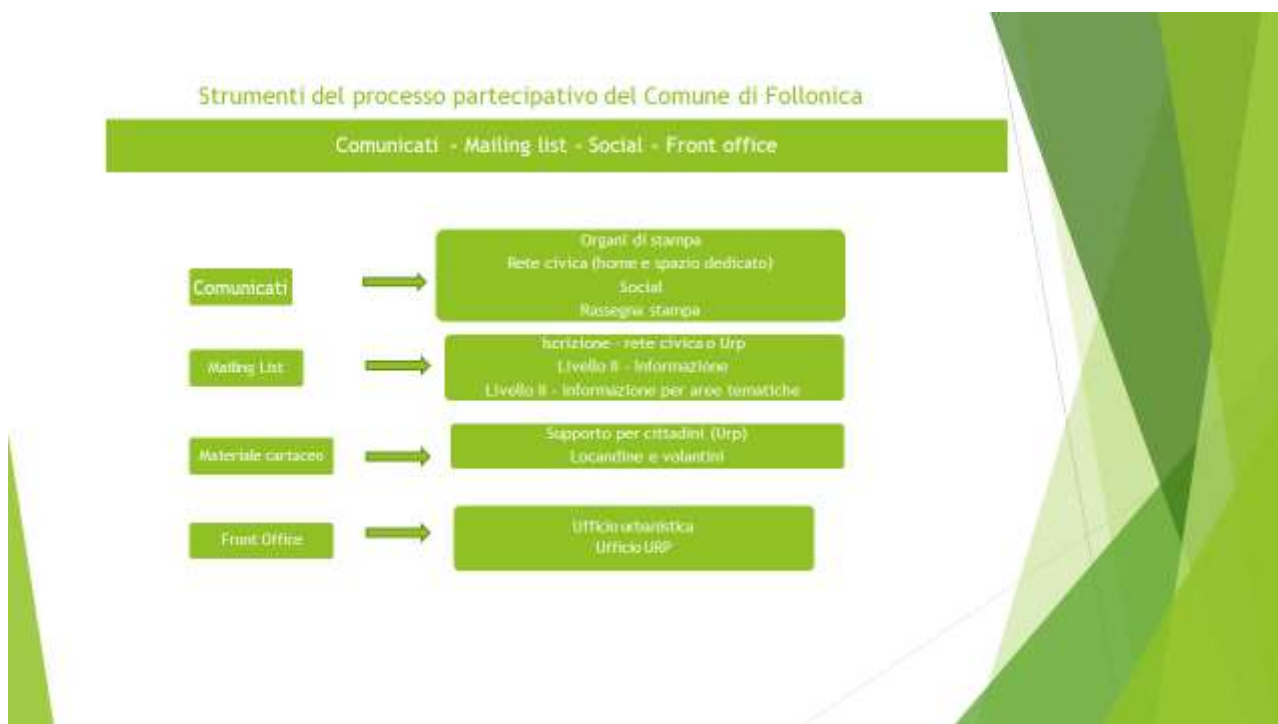 Strumenti del processo partecipativo del Comune di Follonica
Comunicati - Mailing list - Social - Front office
Comunicati
Organi di stampa
Rete civica (home e spazio dedicato)
Social
Rassegna stampa
Mailing List
Iscrizione - rete civica o Urp
Livello II - Informazione
Livello II - Informazione per aree tematiche
Materiale cartaceo
Supporto per cittadini (Urp)
Locandine e volantini
Front Office
Ufficio urbanistica
Ufficio URP